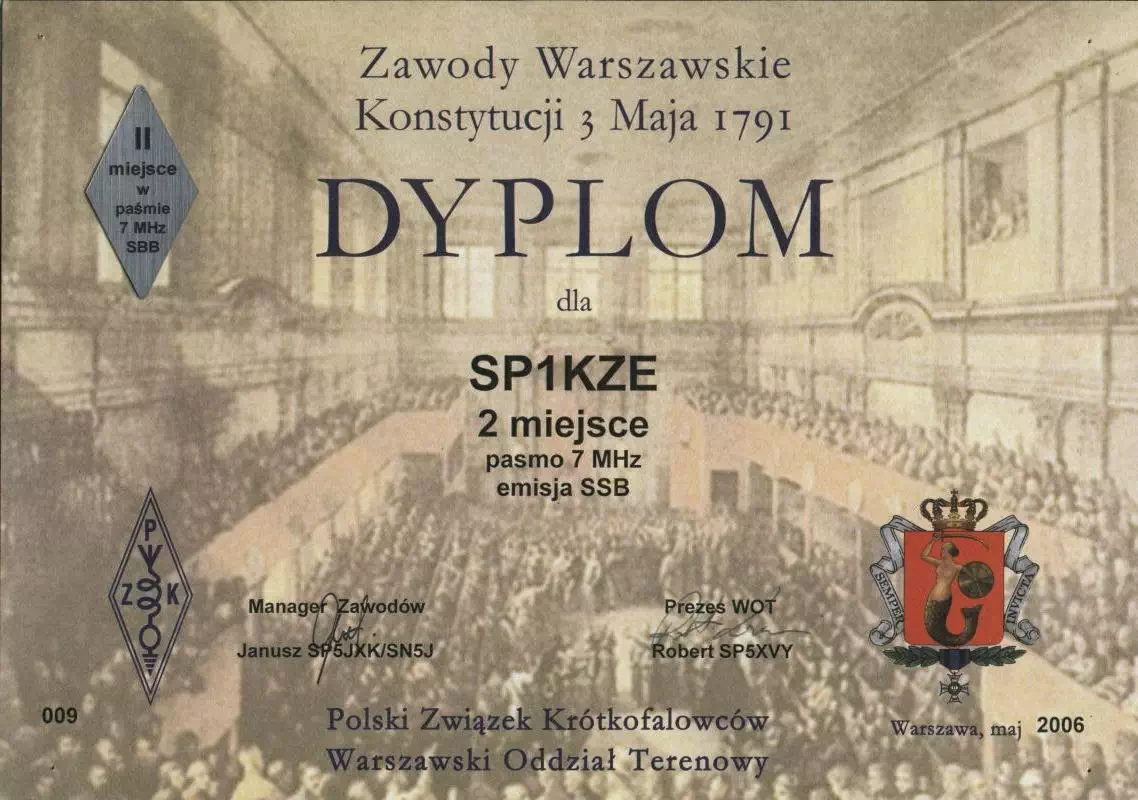 Zawody Warszawskie
Konstytucji 3 Maja 1791
DYPLOM
dla
II
miejsce
w
paśmie
7 MHz
SBB
SP1KZE
2 miejsce
pasmo 7 MHz
emisja SSB
P
Z K
Manager Zawodów
Janusz SP5JXK/SN5J
Prezes WOT
Robert SP5XVY
SEMPER INVICTA
009
Polski Związek Krótkofalowców
Warszawski Oddział Terenowy
Warszawa, maj 2006